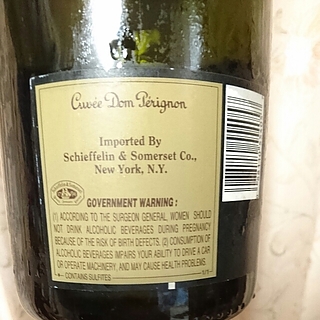 Cuvée Dom Pérignon
Imported By
Schieffelin & Somerset Co.,
New York, N.Y.
GOVERNMENT WARNING :
(1) ACCORDING TO THE SURGEON GENERAL, WOMEN SHOULD
NOT DRINK ALCOHOLIC BEVERAGES DURING PREGNANCY
BECAUSE OF THE RISK OF BIRTH DEFECTS. (2) CONSUMPTION OF
ALCOHOLIC BEVERAGES IMPAIRS YOUR ABILITY TO DRIVE A CAR
OR OPERATE MACHINERY, AND MAY CAUSE HEALTH PROBLEMS.
CONTAINS SULFITES